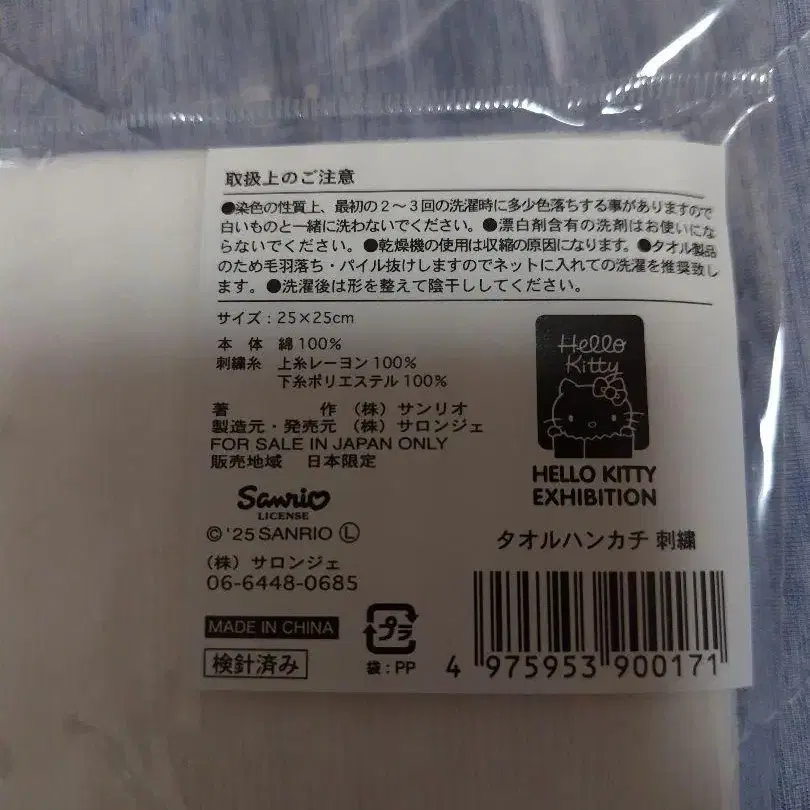 取扱上のご注意
●染色の性質上、最初の2～3回の洗濯時に多少色落ちする事がありますので
白いものと一緒に洗わないでください。●漂白剤含有の洗剤はお使いにな
らないでください。●乾燥機の使用は収縮の原因になります。●タオル製品
のため毛羽落ち・パイル抜けしますのでネットに入れての洗濯を推奨致し
ます。●洗濯後は形を整えて陰干ししてください。
サイズ：25×25cm
本体 綿100%
刺繍糸 上糸レーヨン100%
下糸ポリエステル100%
著作 （株）サンリオ
製造元・発売元 （株）サロンジェ
FOR SALE IN JAPAN ONLY
販売地域 日本限定
Hello
Kitty
HELLO KITTY
EXHIBITION
Sanrio
LICENSE
©'25 SANRIO Ⓛ
タオルハンカチ 刺繍
（株）サロンジェ
06-6448-0685
MADE IN CHINA
検針済み
プラ
袋：PP
4 975953 900171